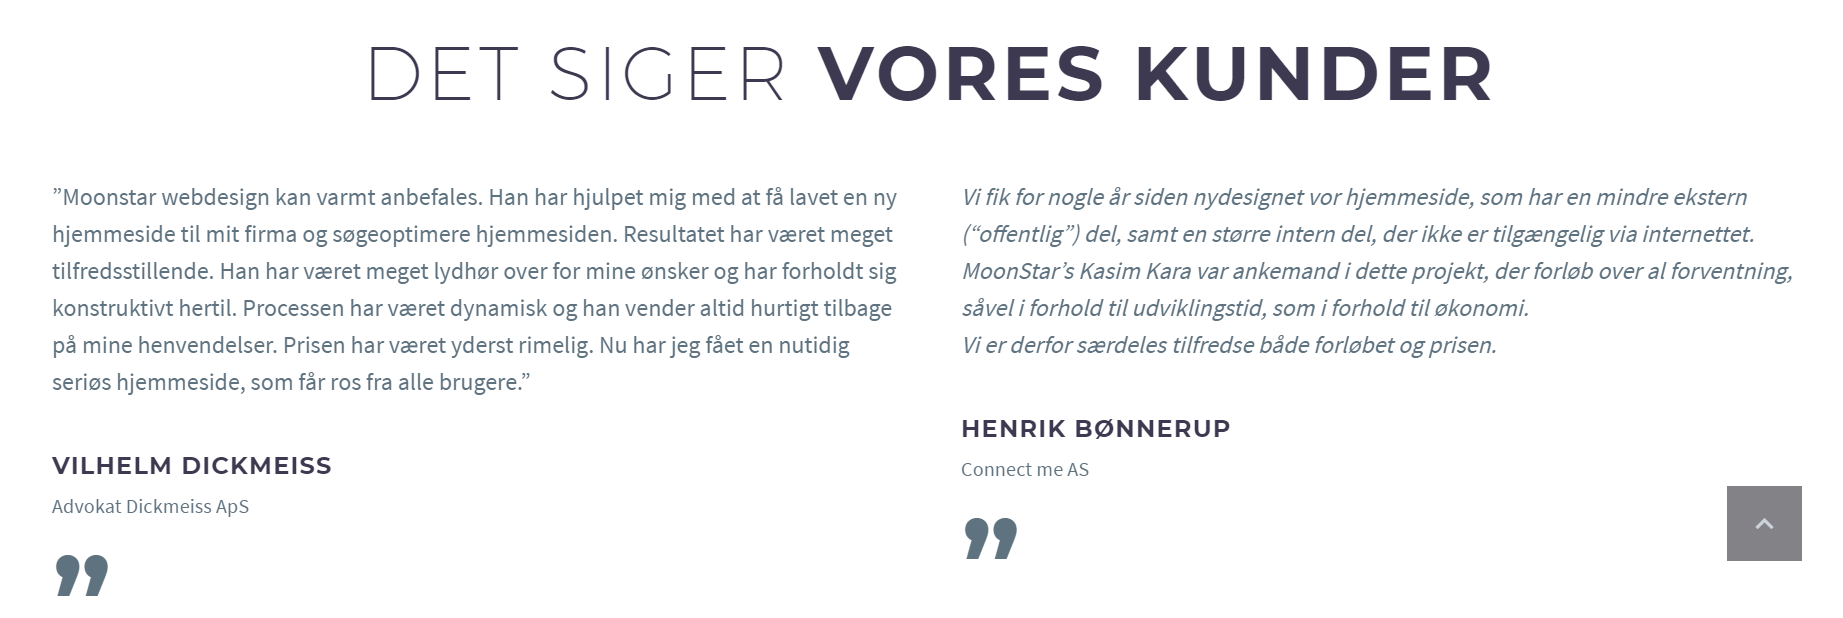 DET SIGER VORES KUNDER
”Moonstar webdesign kan varmt anbefales. Han har hjulpet mig med at få lavet en ny
hjemmeside til mit firma og søgeoptimere hjemmesiden. Resultatet har været meget
tilfredsstillende. Han har været meget lydhør over for mine ønsker og har forholdt sig
konstruktivt hertil. Processen har været dynamisk og han vender altid hurtigt tilbage
på mine henvendelser. Prisen har været yderst rimelig. Nu har jeg fået en nutidig
seriøs hjemmeside, som får ros fra alle brugere.”
VILHELM DICKMEISS
Advokat Dickmeiss ApS
”
Vi fik for nogle år siden nydesignet vor hjemmeside, som har en mindre ekstern
(“offentlig”) del, samt en større intern del, der ikke er tilgængelig via internettet.
MoonStar’s Kasim Kara var ankemand i dette projekt, der forløb over al forventning,
såvel i forhold til udviklingstid, som i forhold til økonomi.
Vi er derfor særdeles tilfredse både forløbet og prisen.
HENRIK BØNNERUP
Connect me AS
”